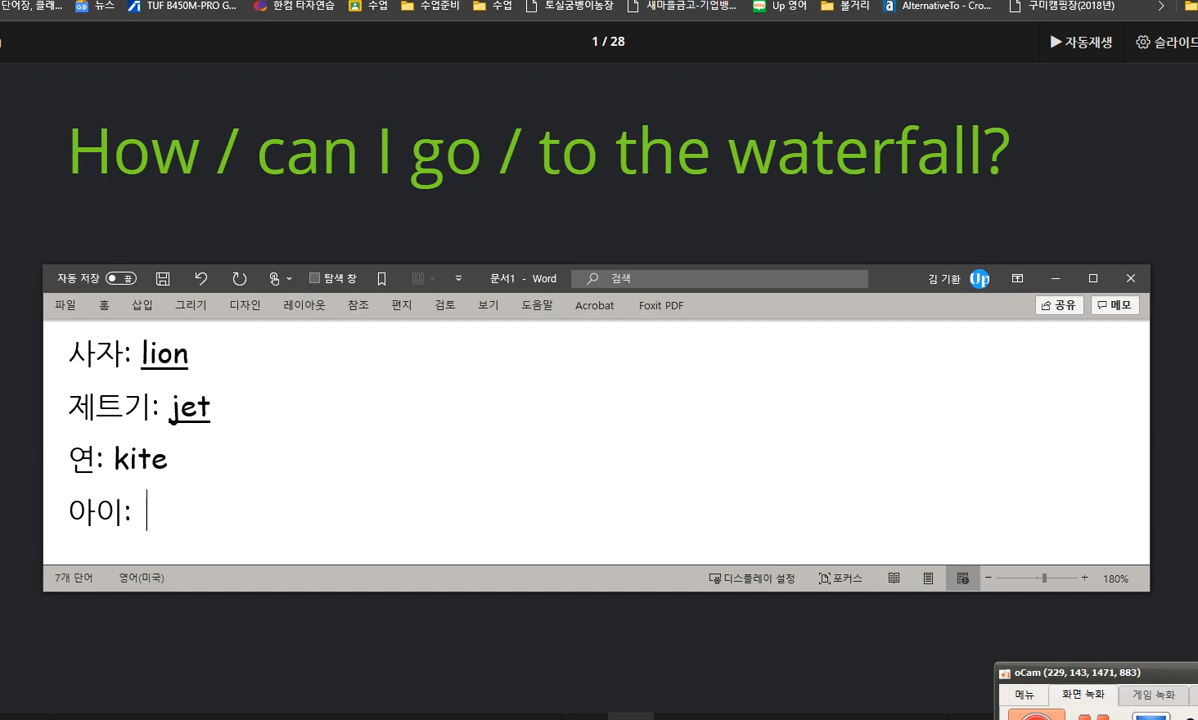 단어장, 클래... 뉴스 TUF B450M-PRO G... 한컴 타자연습 수업 수업준비 수업 토실굼벵이농장 새마을금고-기업뱅... Up 영어 볼거리 AlternativeTo - Cro... 구미캠핑장(2018년)
1 / 28 자동재생 슬라이드
How / can I go / to the waterfall?
자동 저장 끔 탐색 창 문서1 - Word 검색 김 기환 Up
파일 홈 삽입 그리기 디자인 레이아웃 참조 편지 검토 보기 도움말 Acrobat Foxit PDF 공유 메모
사자: lion
제트기: jet
연: kite
아이:
7개 단어 영어(미국) 디스플레이 설정 포커스 180%
oCam (229, 143, 1471, 883)
메뉴 화면 녹화 게임 녹화